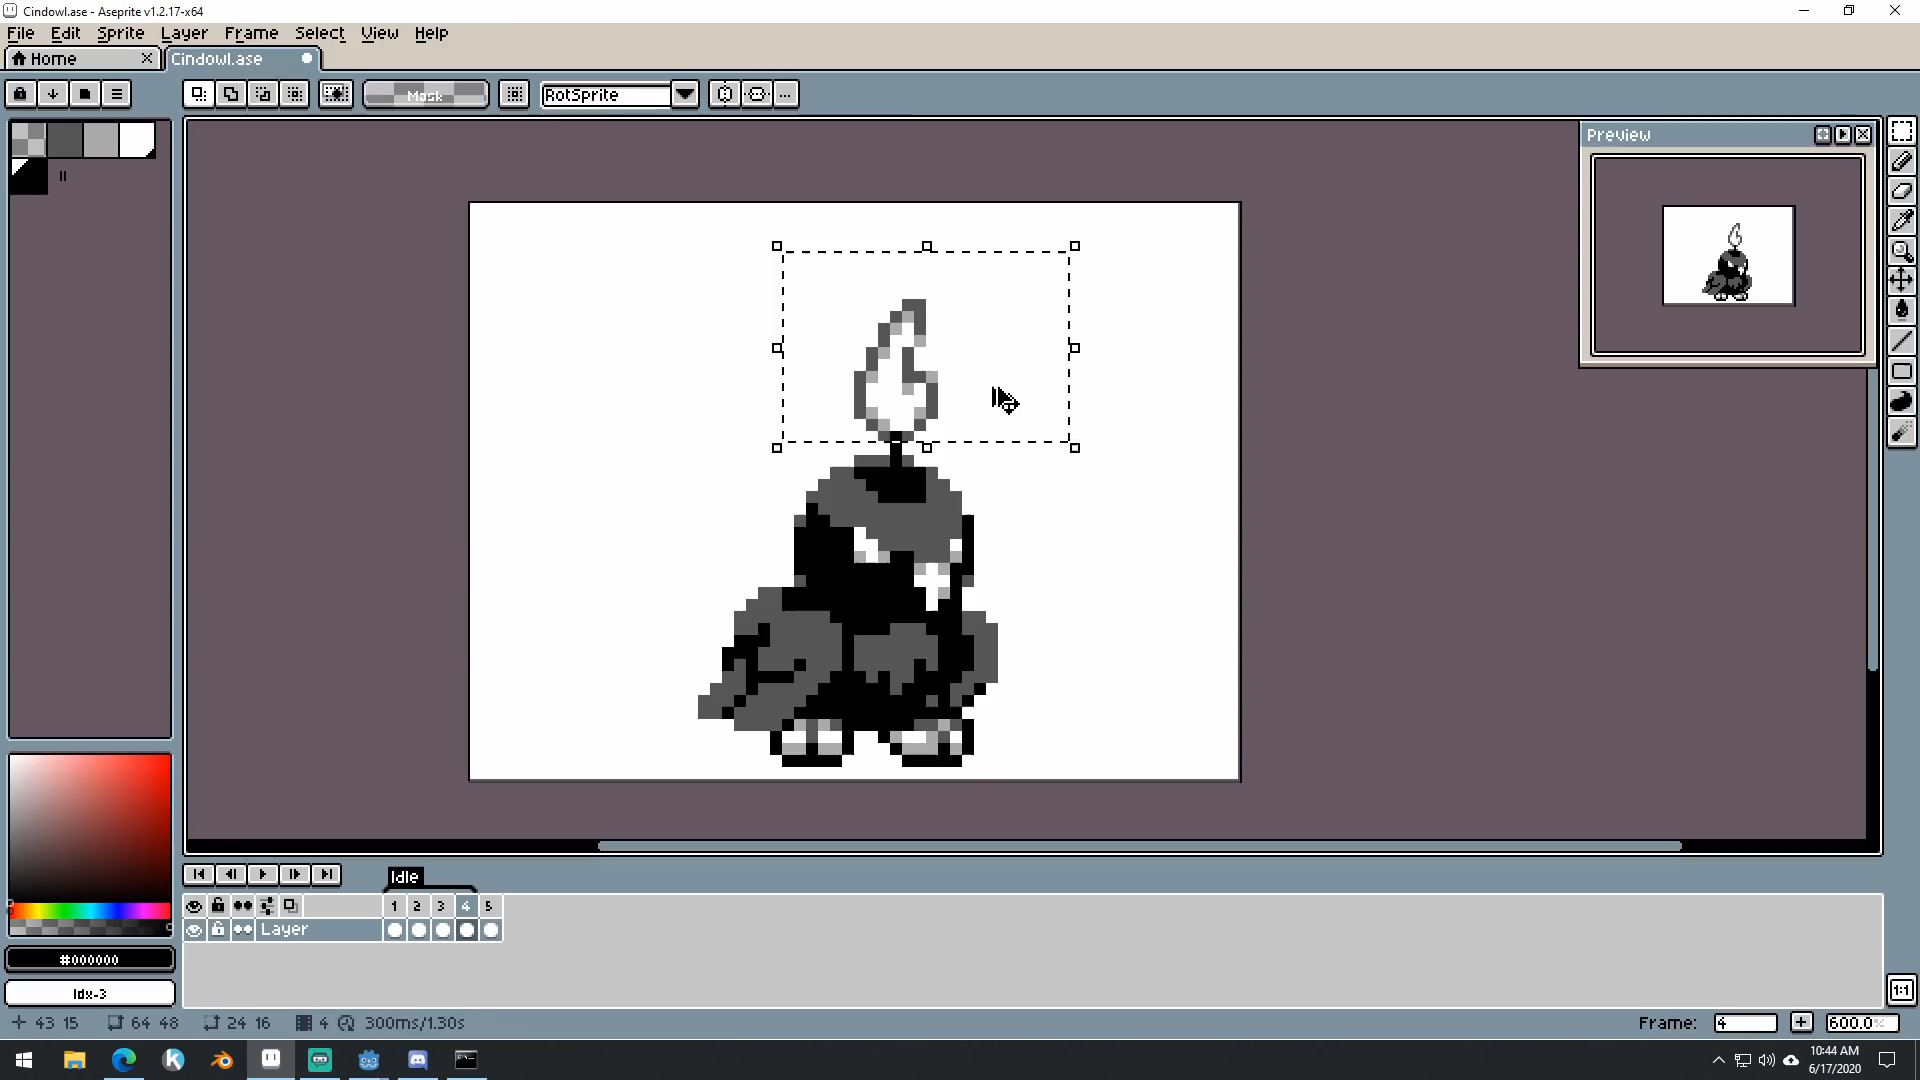 Cindowl.ase - Aseprite v1.2.17-x64
File Edit Sprite Layer Frame Select View Help
Home
Cindowl.ase
Mask
RotSprite
Preview
Idle
1 2 3 4 5
Layer
#000000
Idx-3
43 15 64 48 24 16 4 300ms/1.30s
Frame: 4 600.0%
1:1
10:44 AM
6/17/2020